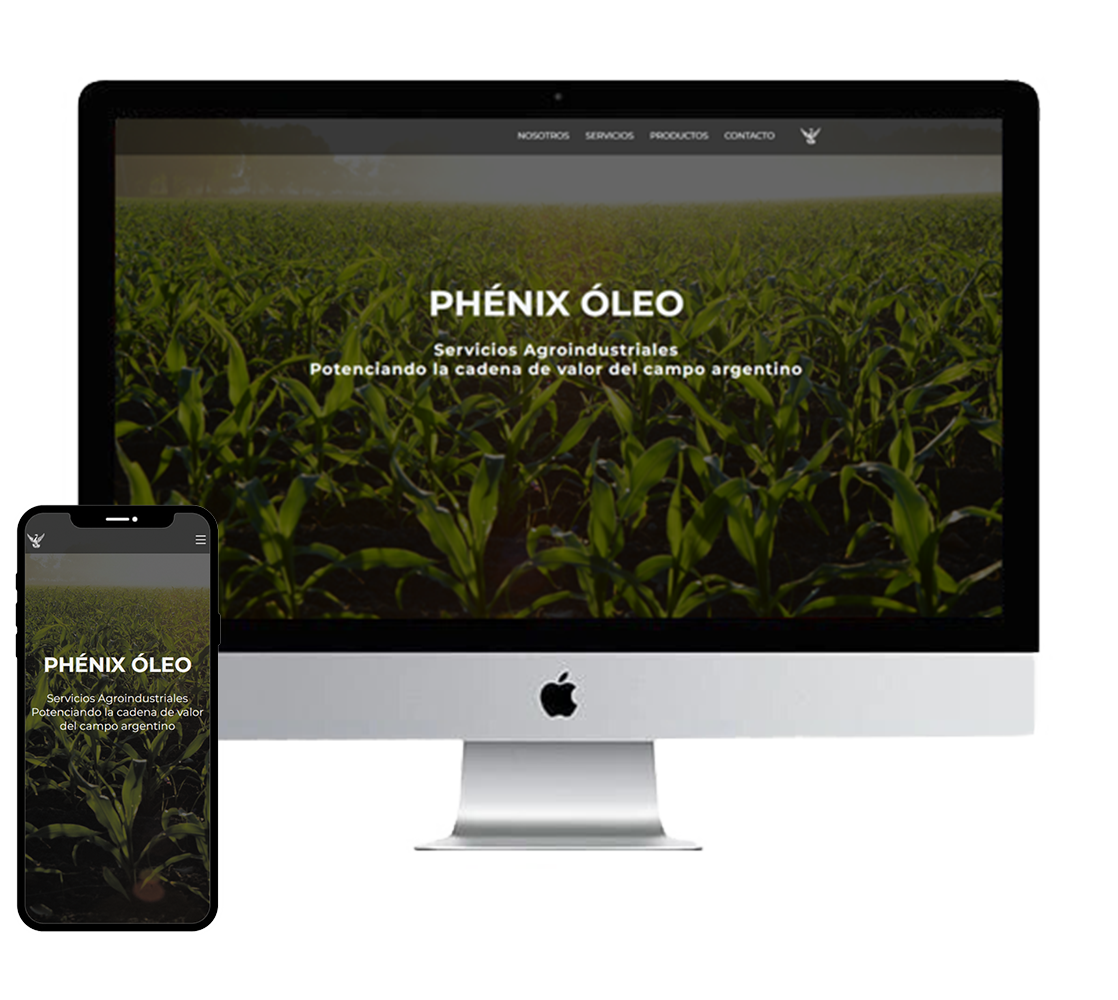 NOSOTROS SERVICIOS PRODUCTOS CONTACTO
PHÉNIX ÓLEO
Servicios Agroindustriales
Potenciando la cadena de valor del campo argentino
PHÉNIX ÓLEO
Servicios Agroindustriales
Potenciando la cadena de valor
del campo argentino